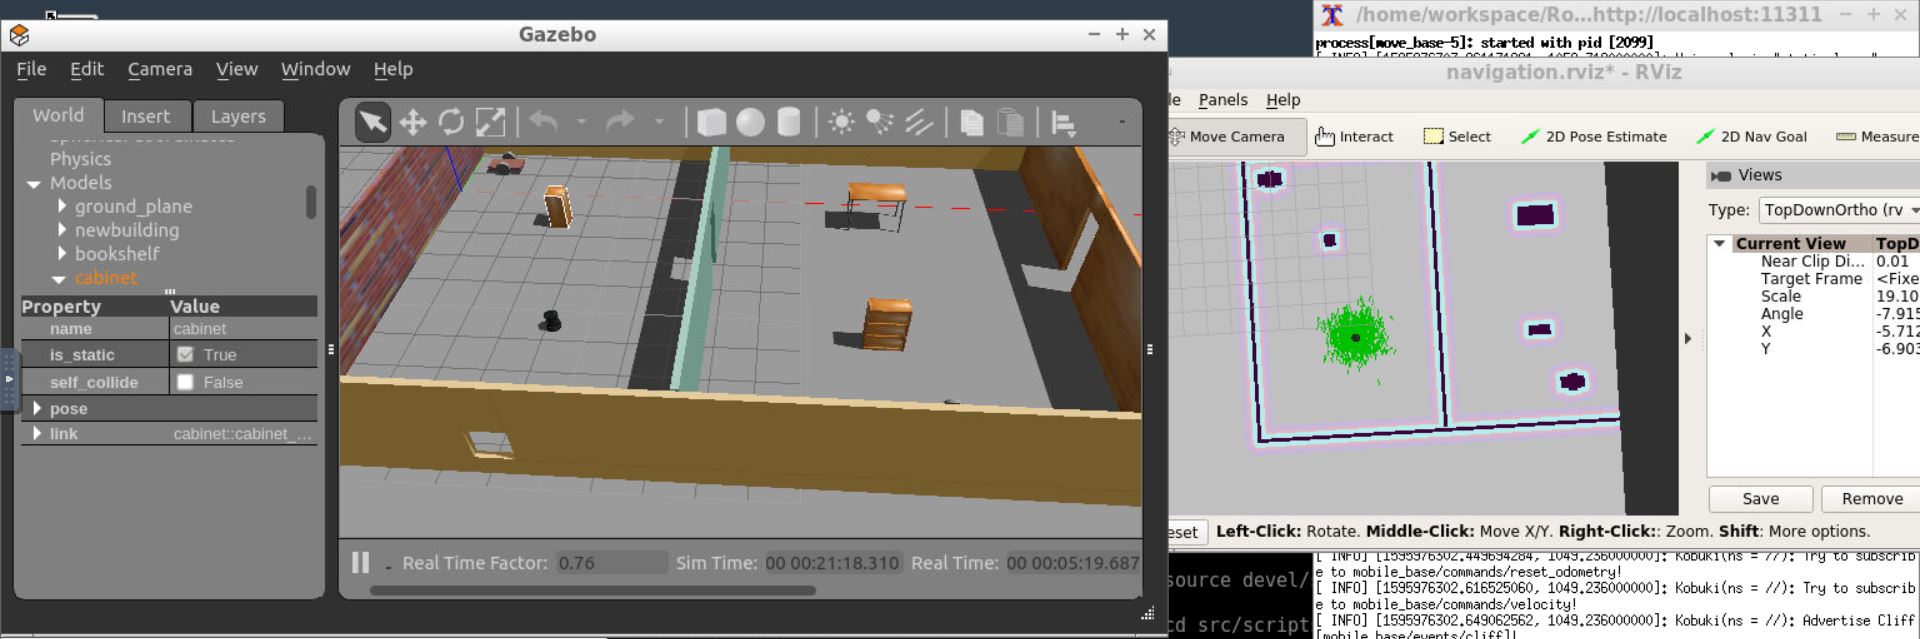 Gazebo
File Edit Camera View Window Help
World Insert Layers
Physics
Models
ground_plane
newbuilding
bookshelf
cabinet
Property Value
name cabinet
is_static True
self_collide False
pose
link cabinet::cabinet_...
Real Time Factor: 0.76 Sim Time: 00 00:21:18.310 Real Time: 00 00:05:19.687
/home/workspace/Ro...http://localhost:11311
process[move_base-5]: started with pid [2099]
navigation.rviz* - RViz
le Panels Help
Move Camera Interact Select 2D Pose Estimate 2D Nav Goal Measure
Views
Type: TopDownOrtho (rv
Current View TopD
Near Clip Di... 0.01
Target Frame <Fixe
Scale 19.10
Angle -7.915
X -5.712
Y -6.903
Save Remove
eset Left-Click: Rotate. Middle-Click: Move X/Y. Right-Click:: Zoom. Shift: More options.
source devel/
cd src/script
[ INFO] [1595976302.449694284, 1049.236000000]: Kobuki(ns = //): Try to subscrib
e to mobile_base/commands/reset_odometry!
[ INFO] [1595976302.616525060, 1049.236000000]: Kobuki(ns = //): Try to subscrib
e to mobile_base/commands/velocity!
[ INFO] [1595976302.649062562, 1049.236000000]: Kobuki(ns = //): Advertise Cliff
[mobile_base/events/cliff]!